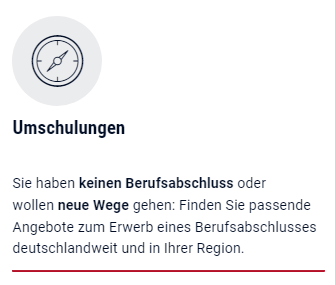 Umschulungen
Sie haben keinen Berufsabschluss oder
wollen neue Wege gehen: Finden Sie passende
Angebote zum Erwerb eines Berufsabschlusses
deutschlandweit und in Ihrer Region.